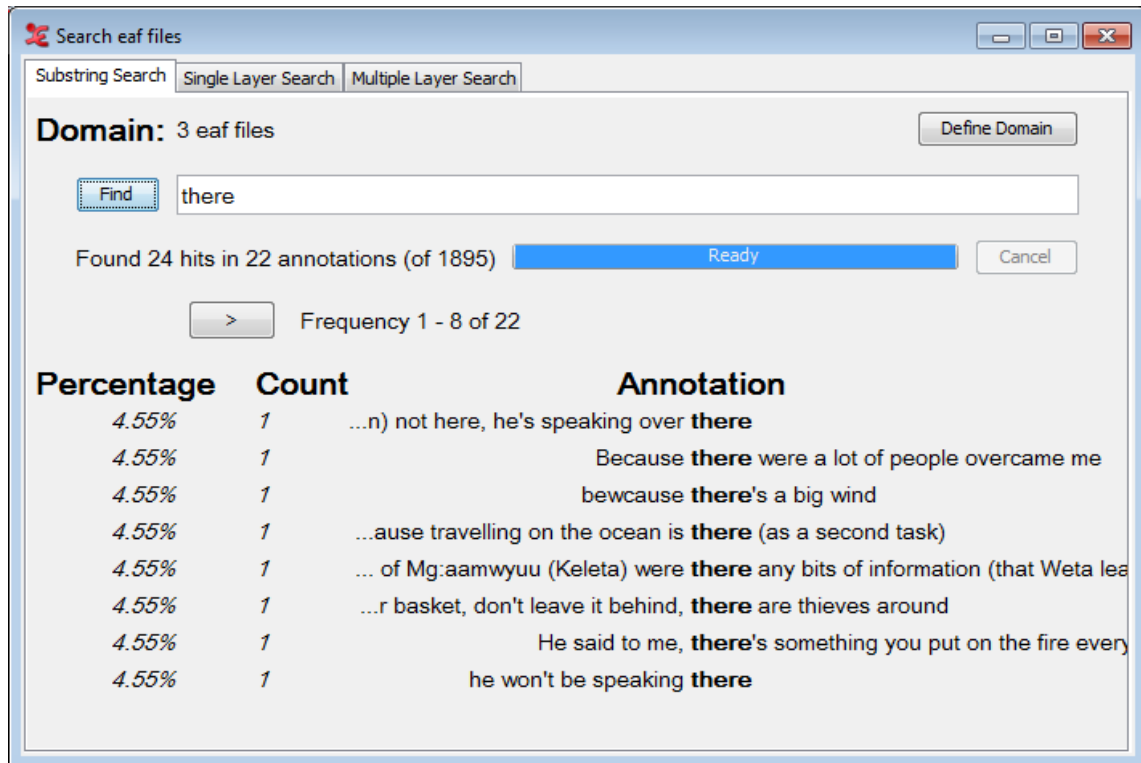 Search eaf files
Substring Search Single Layer Search Multiple Layer Search
Domain: 3 eaf files Define Domain
Find there
Found 24 hits in 22 annotations (of 1895) Ready Cancel
> Frequency 1 - 8 of 22
Percentage Count Annotation
4.55% 1 ...n) not here, he's speaking over there
4.55% 1 Because there were a lot of people overcame me
4.55% 1 bewcause there's a big wind
4.55% 1 ...ause travelling on the ocean is there (as a second task)
4.55% 1 ... of Mg:aamwyuu (Keleta) were there any bits of information (that Weta lea
4.55% 1 ...r basket, don't leave it behind, there are thieves around
4.55% 1 He said to me, there's something you put on the fire every
4.55% 1 he won't be speaking there